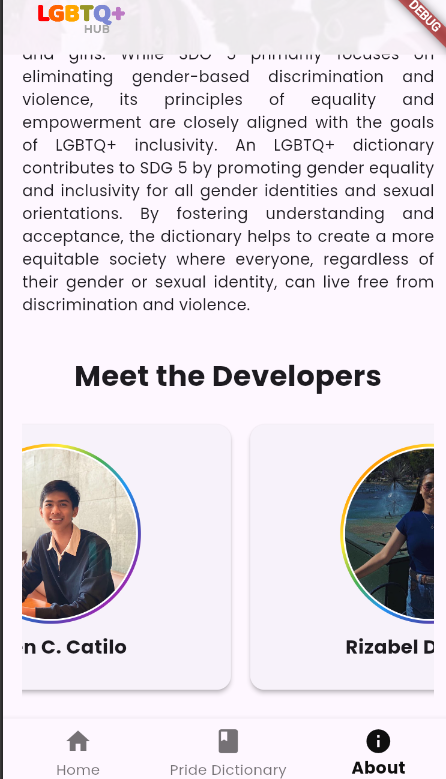 LGBTQ+
HUB
DEBUG
and girls. While SDG 5 primarily focuses on
eliminating gender-based discrimination and
violence, its principles of equality and
empowerment are closely aligned with the goals
of LGBTQ+ inclusivity. An LGBTQ+ dictionary
contributes to SDG 5 by promoting gender equality
and inclusivity for all gender identities and sexual
orientations. By fostering understanding and
acceptance, the dictionary helps to create a more
equitable society where everyone, regardless of
their gender or sexual identity, can live free from
discrimination and violence.
Meet the Developers
n C. Catilo
Rizabel D
Home
Pride Dictionary
About